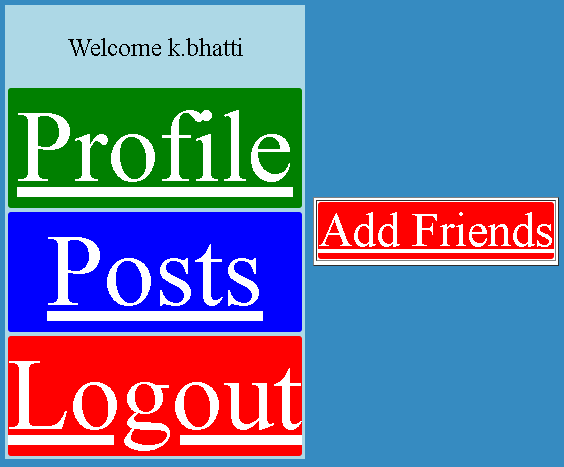 Welcome k.bhatti
Profile
Posts
Logout
Add Friends